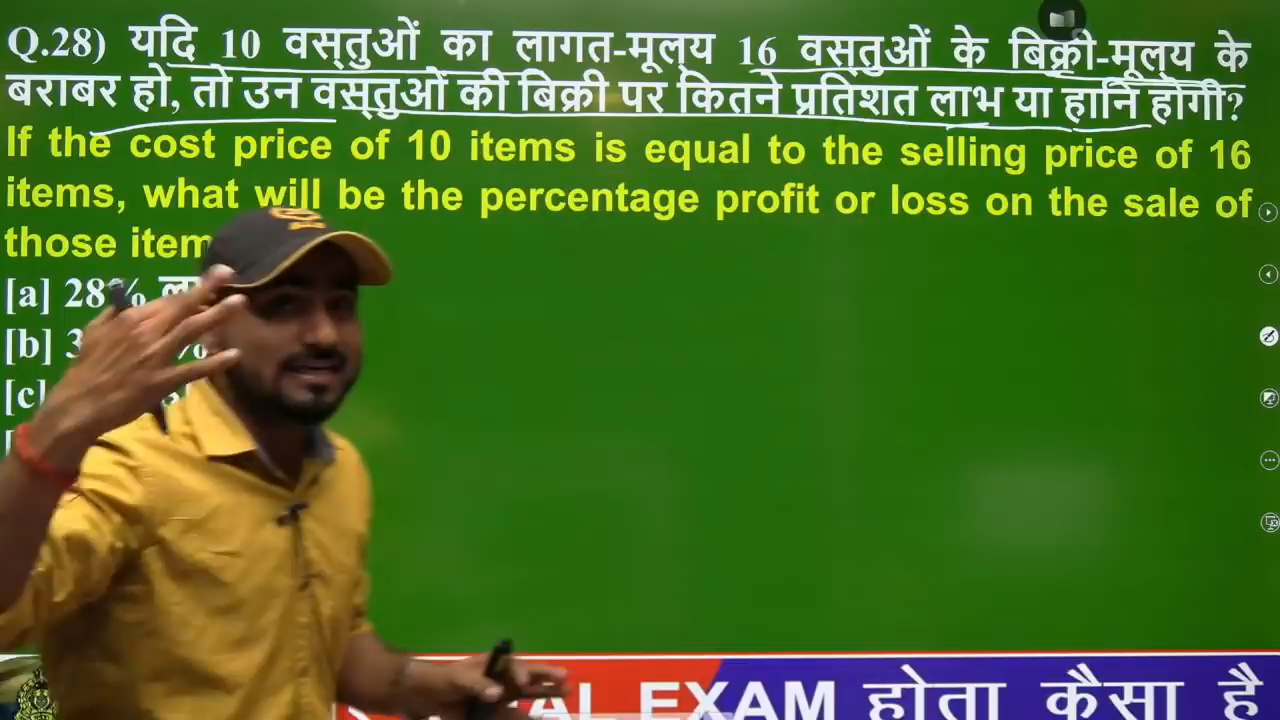 Q.28) यदि 10 वस्तुओं का लागत-मूल्य 16 वस्तुओं के बिक्री-मूल्य के
बराबर हो, तो उन वस्तुओं की बिक्री पर कितने प्रतिशत लाभ या हानि होगी?
If the cost price of 10 items is equal to the selling price of 16
items, what will be the percentage profit or loss on the sale of
those item
[a] 28%
[b] 3 %
[c]
EXAM होता कैसा है